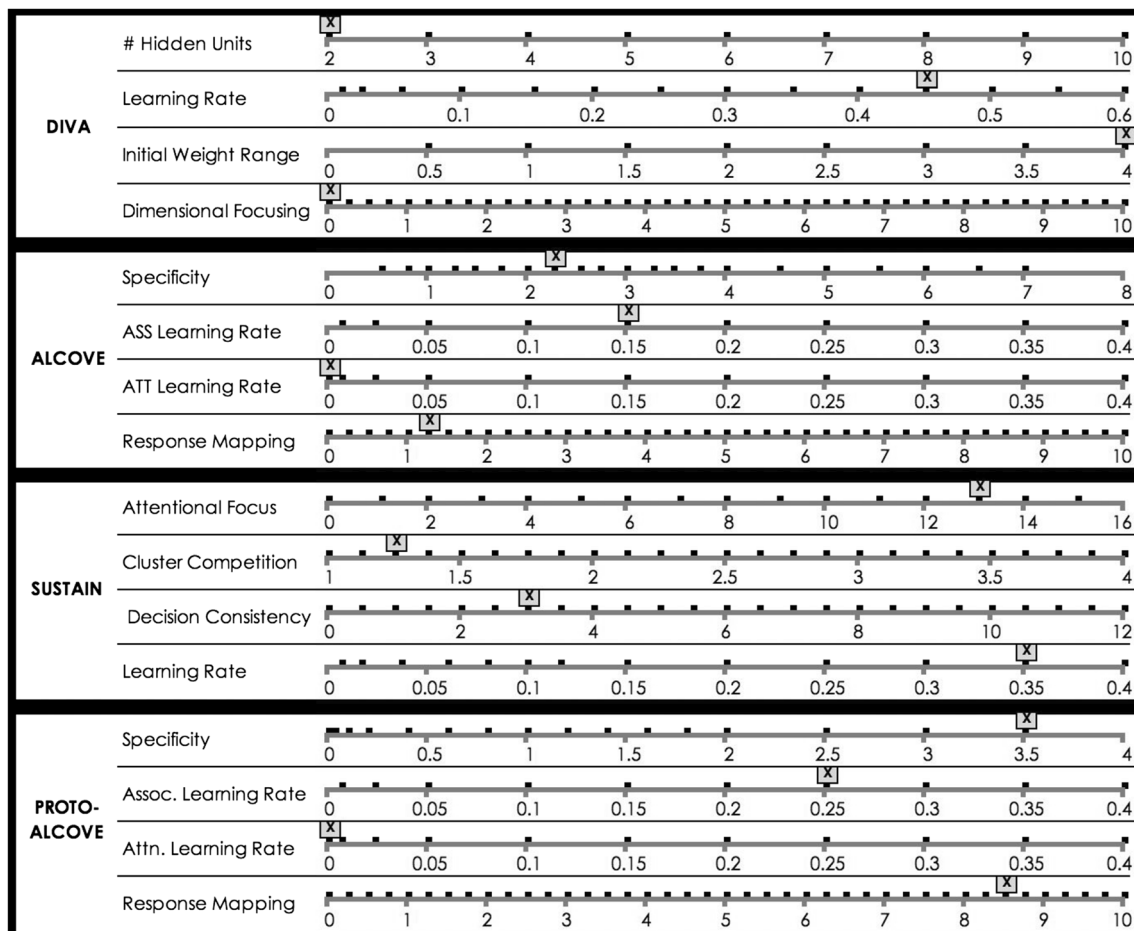 DIVA
# Hidden Units
X
2 3 4 5 6 7 8 9 10
Learning Rate
X
0 0.1 0.2 0.3 0.4 0.5 0.6
Initial Weight Range
X
0 0.5 1 1.5 2 2.5 3 3.5 4
Dimensional Focusing
X
0 1 2 3 4 5 6 7 8 9 10
ALCOVE
Specificity
X
0 1 2 3 4 5 6 7 8
ASS Learning Rate
X
0 0.05 0.1 0.15 0.2 0.25 0.3 0.35 0.4
ATT Learning Rate
X
0 0.05 0.1 0.15 0.2 0.25 0.3 0.35 0.4
Response Mapping
X
0 1 2 3 4 5 6 7 8 9 10
SUSTAIN
Attentional Focus
X
0 2 4 6 8 10 12 14 16
Cluster Competition
X
1 1.5 2 2.5 3 3.5 4
Decision Consistency
X
0 2 4 6 8 10 12
Learning Rate
X
0 0.05 0.1 0.15 0.2 0.25 0.3 0.35 0.4
PROTO-
ALCOVE
Specificity
X
0 0.5 1 1.5 2 2.5 3 3.5 4
Assoc. Learning Rate
X
0 0.05 0.1 0.15 0.2 0.25 0.3 0.35 0.4
Attn. Learning Rate
X
0 0.05 0.1 0.15 0.2 0.25 0.3 0.35 0.4
Response Mapping
X
0 1 2 3 4 5 6 7 8 9 10